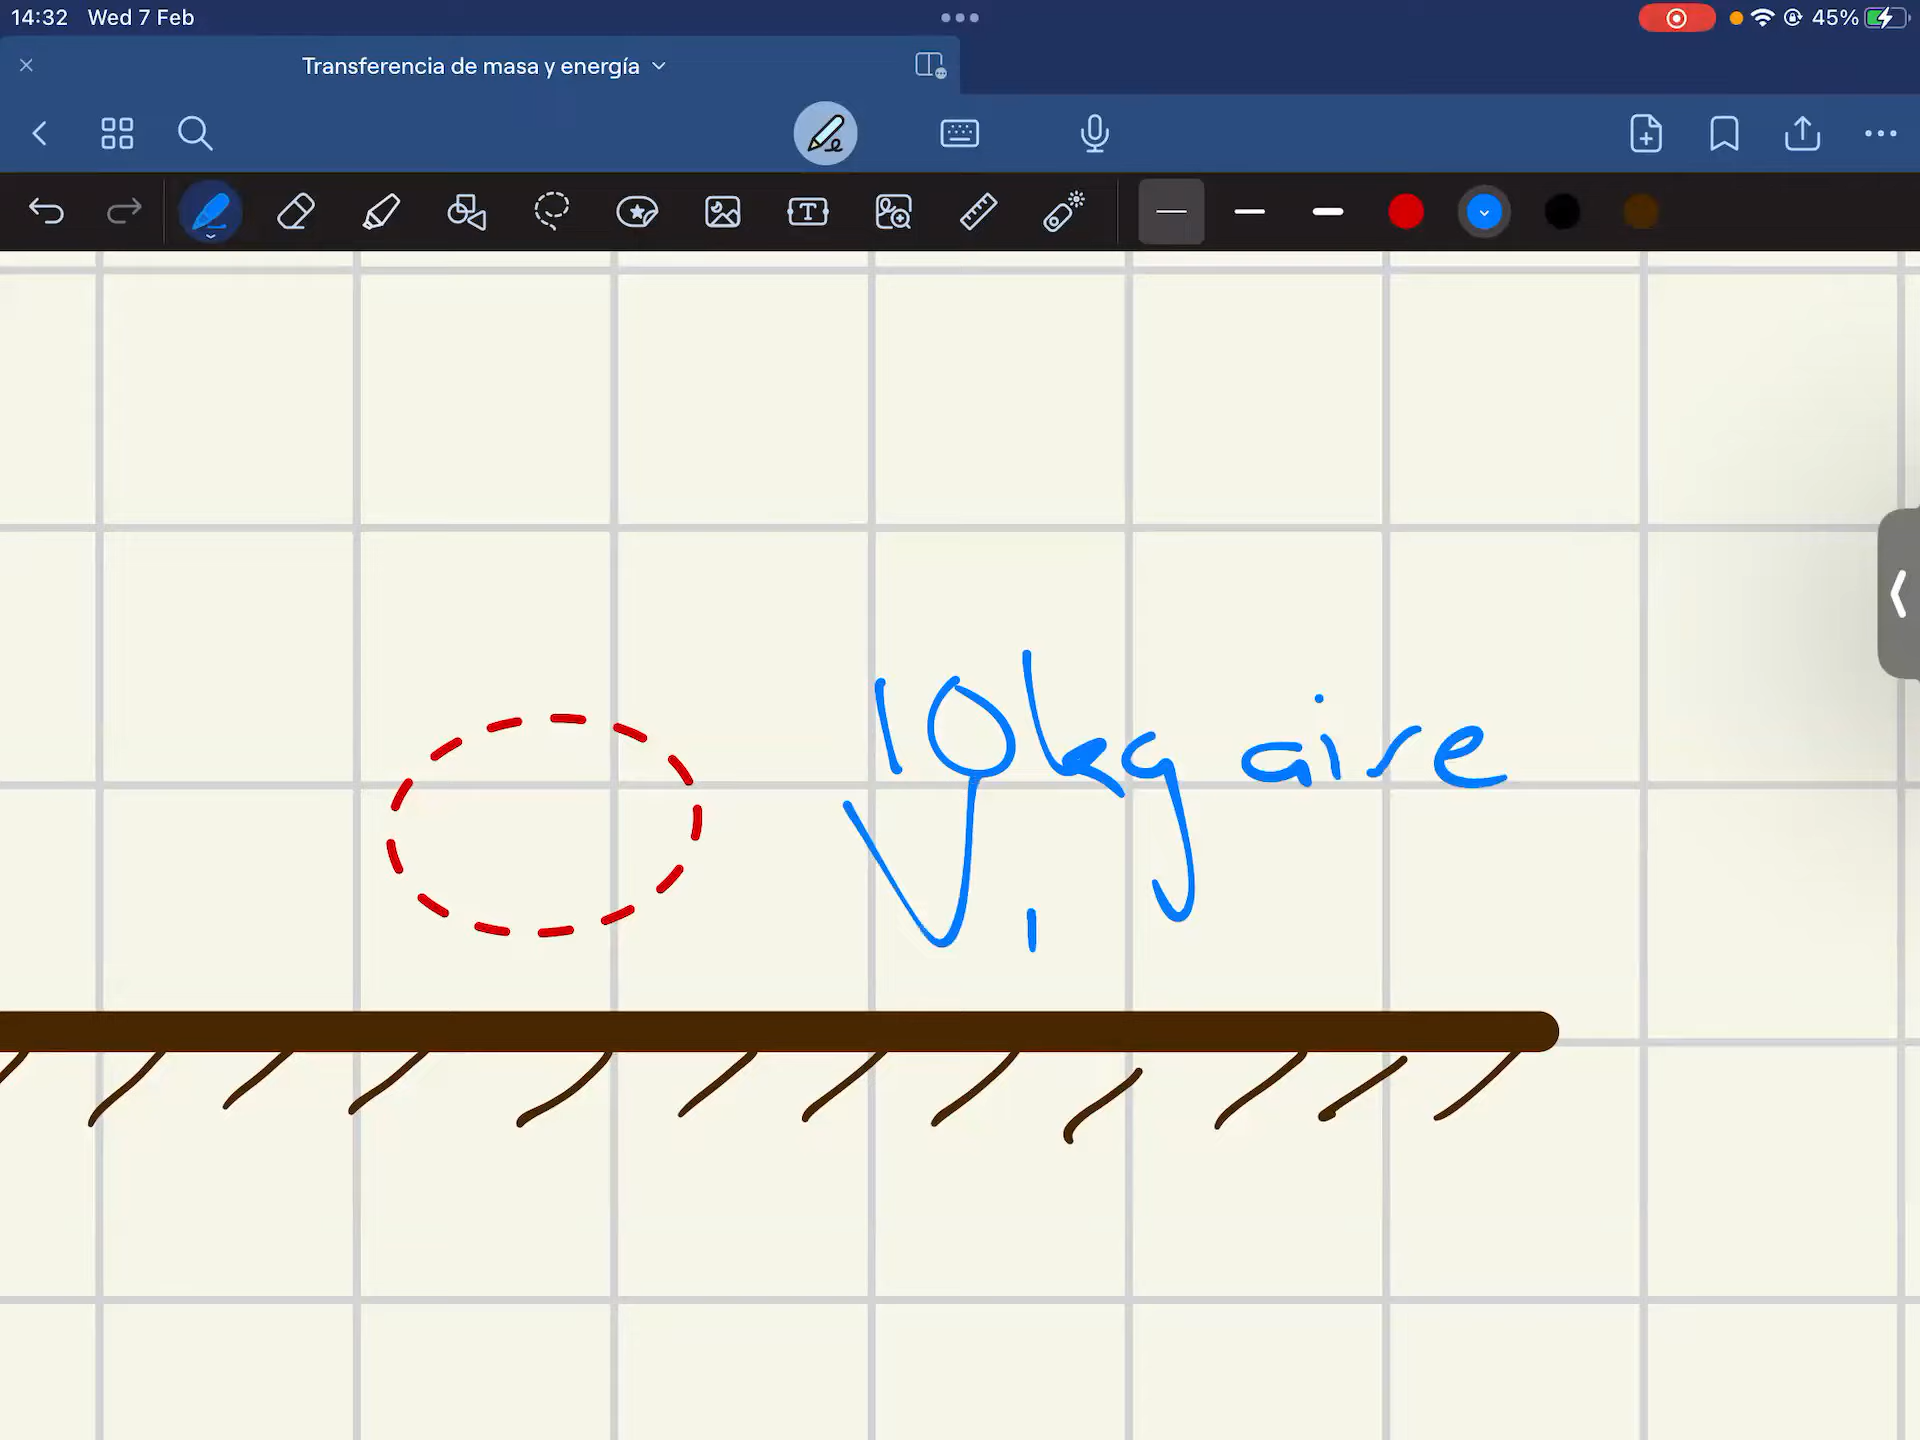 14:32 Wed 7 Feb
45%
Transferencia de masa y energía
10kg aire
V₁